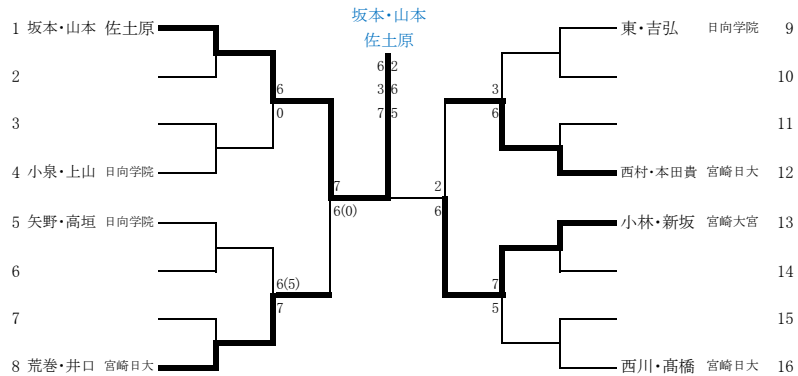 坂本・山本
佐土原
6 2
3 6
7 5
1 坂本・山本 佐土原
2
3
4 小泉・上山 日向学院
5 矢野・高垣 日向学院
6
7
8 荒巻・井口 宮崎日大
6
0
6(5)
7
7
6(0)
2
6
3
6
7
5
東・吉弘 日向学院 9
10
11
西村・本田貴 宮崎日大 12
小林・新坂 宮崎大宮 13
14
15
西川・髙橋 宮崎日大 16